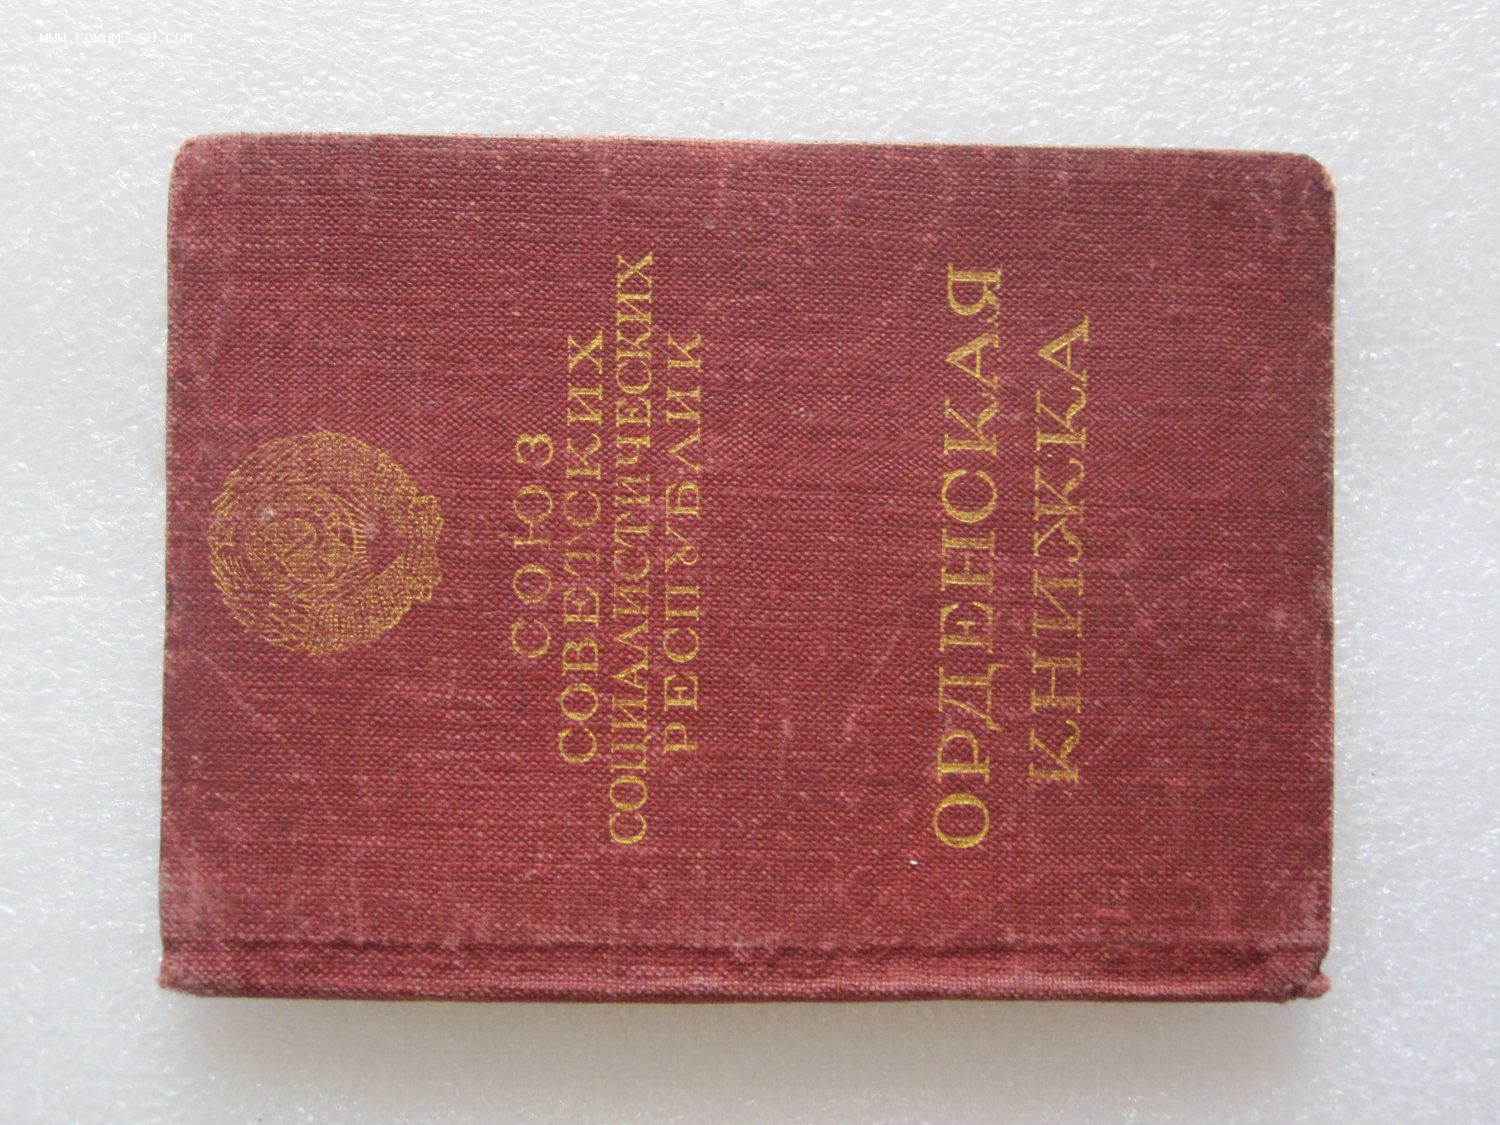 WWW.FORUMS-SU.COM
СОЮЗ
СОВЕТСКИХ
СОЦИАЛИСТИЧЕСКИХ
РЕСПУБЛИК
ОРДЕНСКАЯ
КНИЖКА